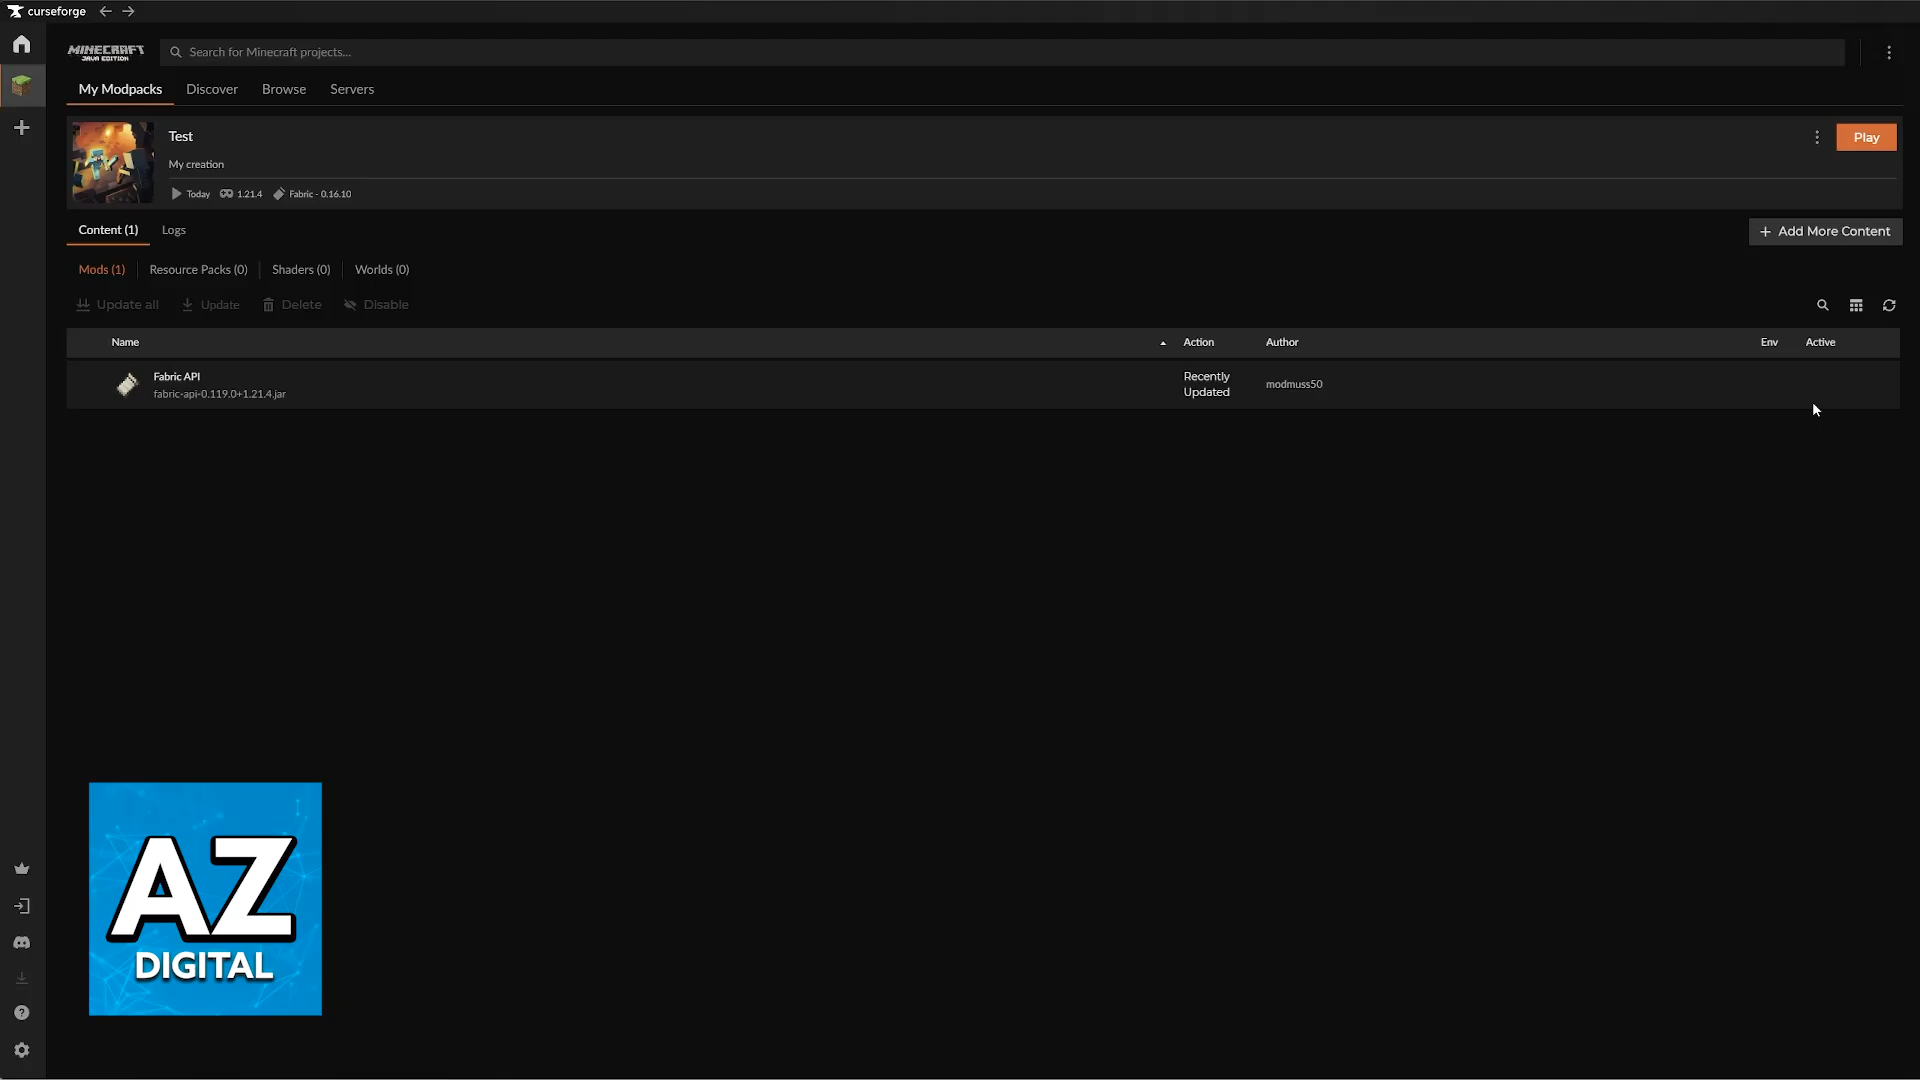 curseforge
MINECRAFT
JAVA EDITION
Search for Minecraft projects...
My Modpacks
Discover
Browse
Servers
Test
My creation
Play
Today
1.21.4
Fabric - 0.16.10
Content (1)
Logs
Add More Content
Mods (1)
Resource Packs (0)
Shaders (0)
Worlds (0)
Update all
Update
Delete
Disable
Name
Action
Author
Env
Active
Fabric API
fabric-api-0.119.0+1.21.4.jar
Recently
Updated
modmuss50
AZ
DIGITAL